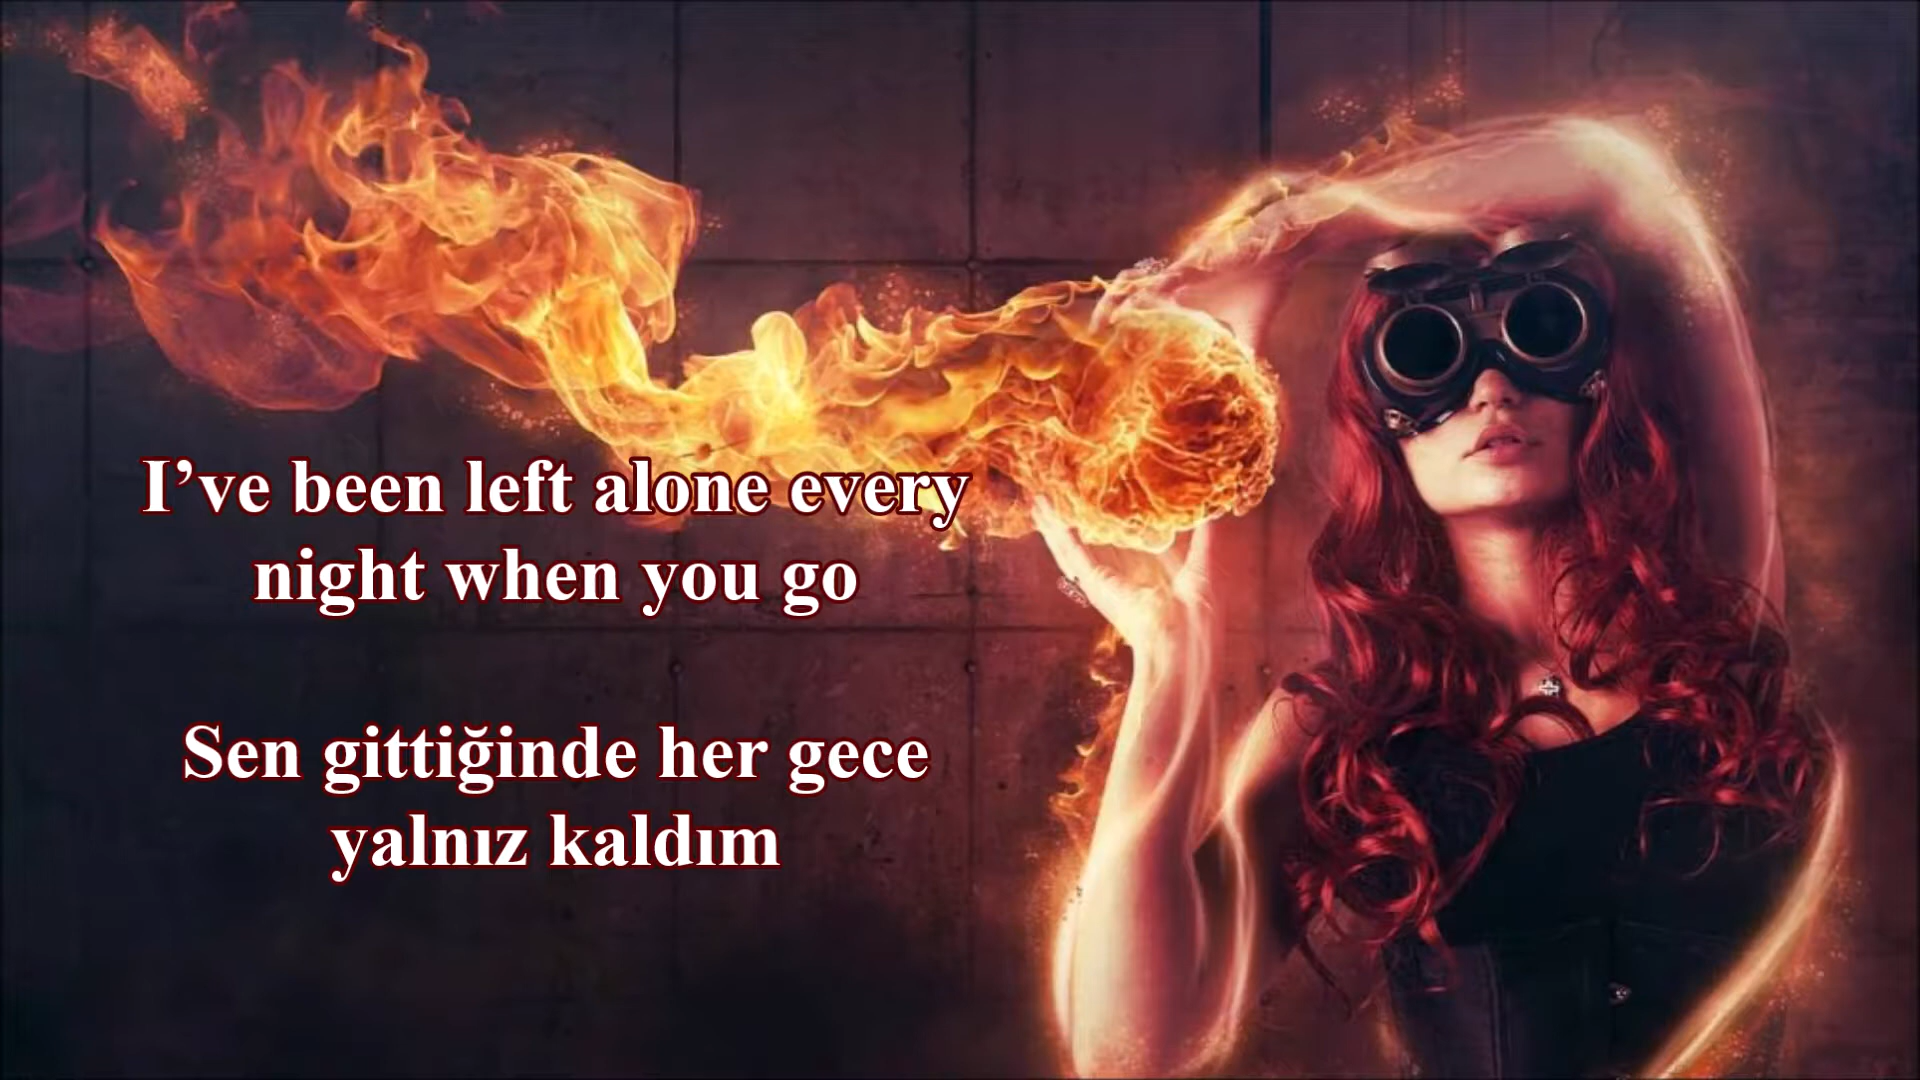 I’ve been left alone every
night when you go
Sen gittiğinde her gece
yalnız kaldım